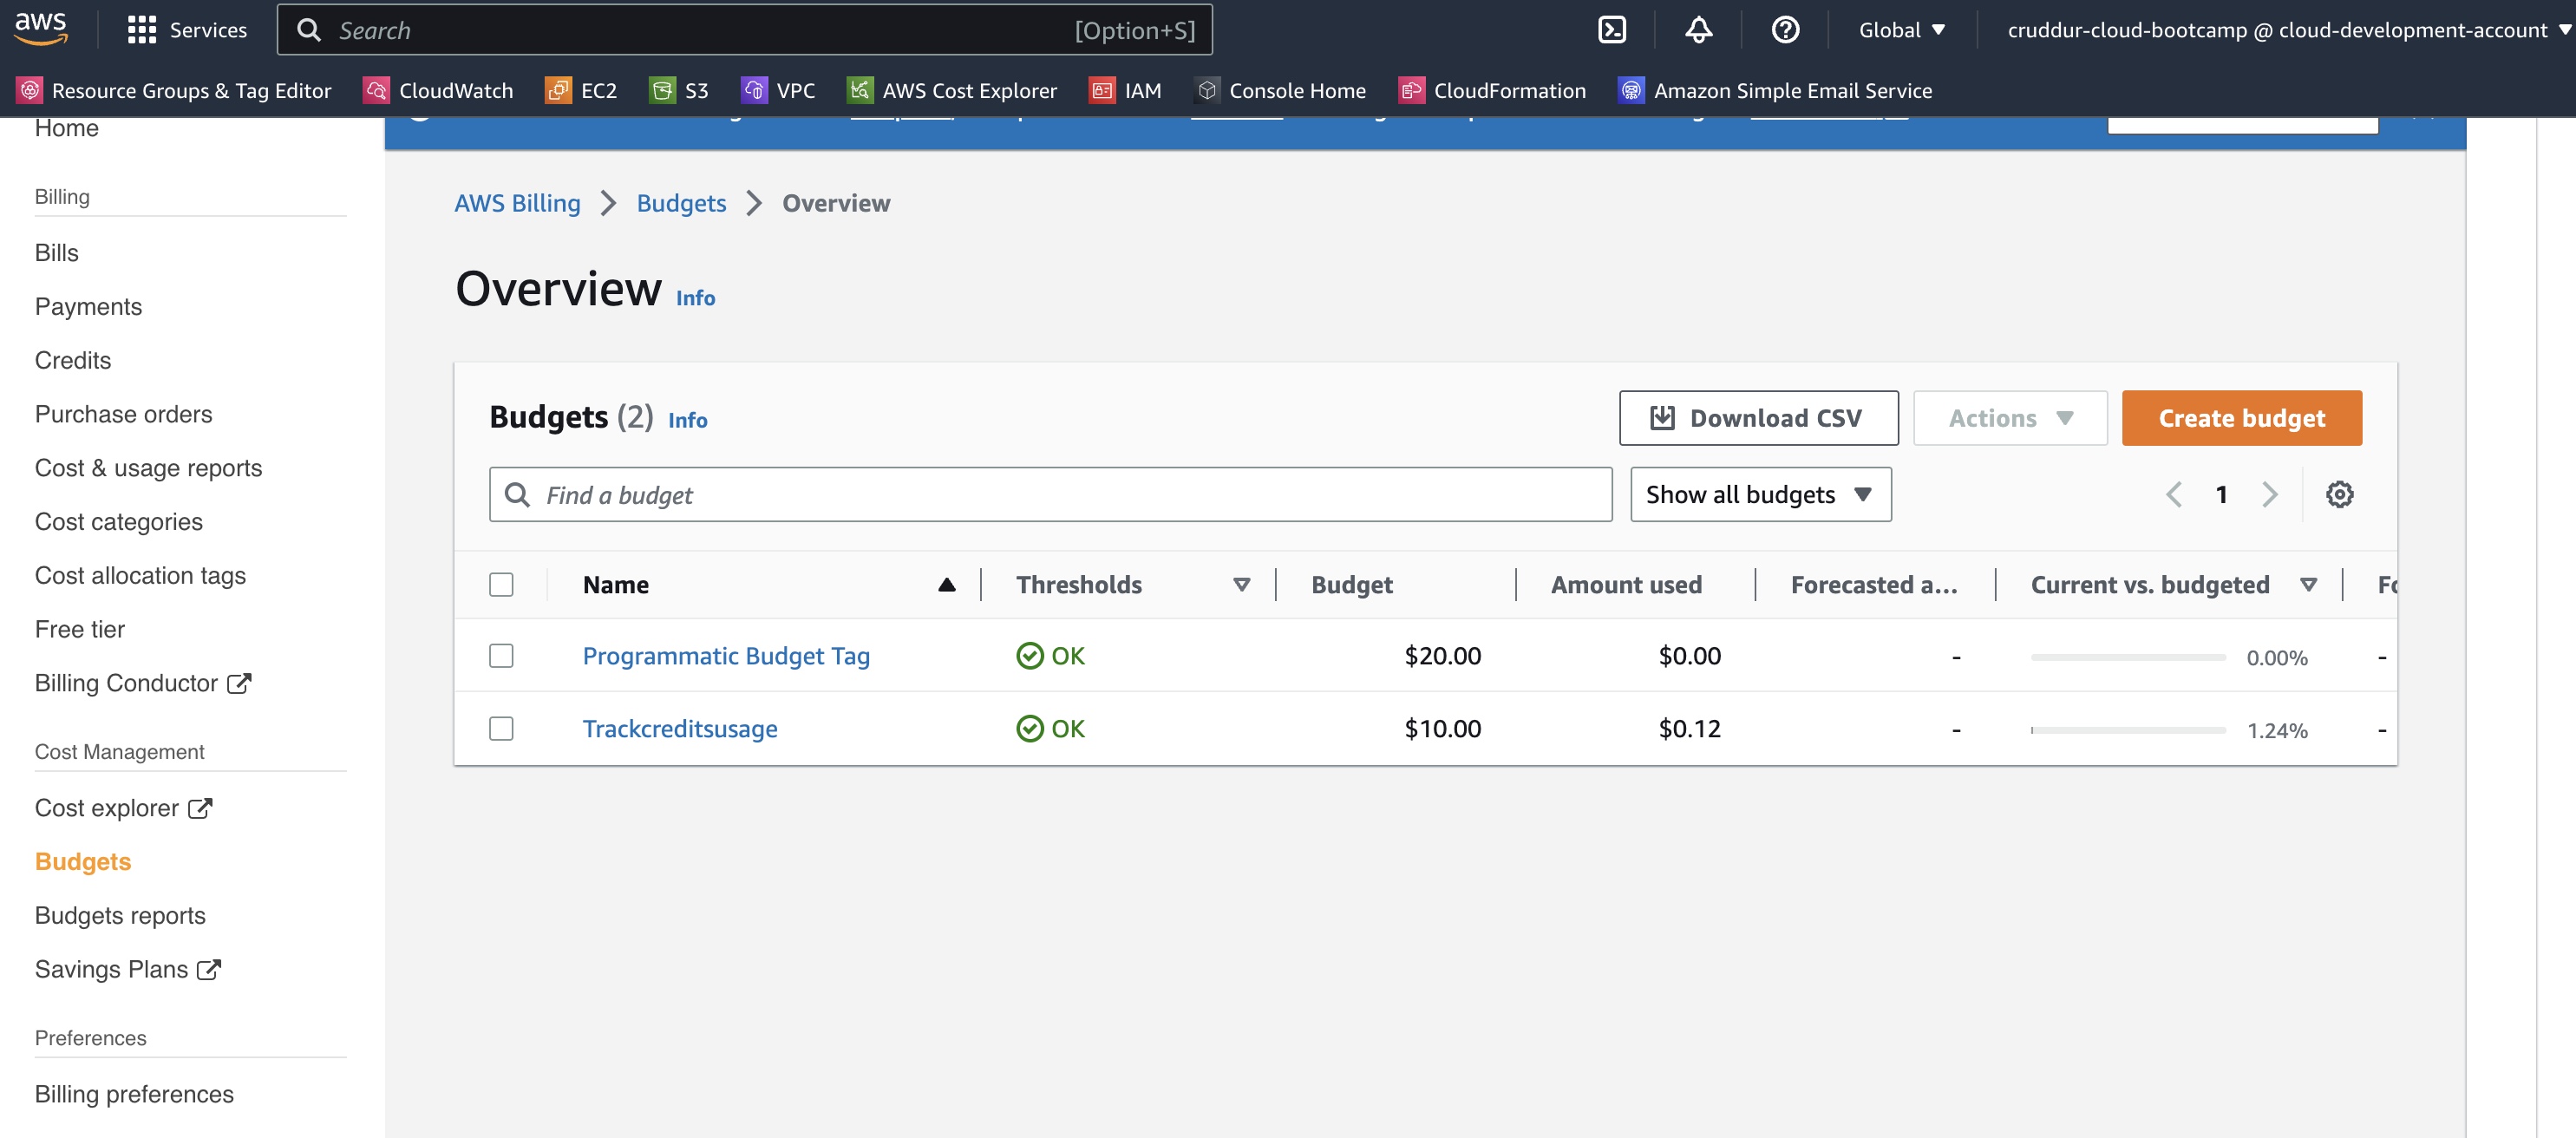 aws Services Search [Option+S] Global cruddur-cloud-bootcamp @ cloud-development-account
Resource Groups & Tag Editor CloudWatch EC2 S3 VPC AWS Cost Explorer IAM Console Home CloudFormation Amazon Simple Email Service
Home
Billing
Bills
Payments
Credits
Purchase orders
Cost & usage reports
Cost categories
Cost allocation tags
Free tier
Billing Conductor
Cost Management
Cost explorer
Budgets
Budgets reports
Savings Plans
Preferences
Billing preferences
AWS Billing Budgets Overview
Overview Info
Budgets (2) Info Download CSV Actions Create budget
Find a budget Show all budgets 1
Name Thresholds Budget Amount used Forecasted a... Current vs. budgeted
Programmatic Budget Tag OK $20.00 $0.00 - 0.00% -
Trackcreditsusage OK $10.00 $0.12 - 1.24% -